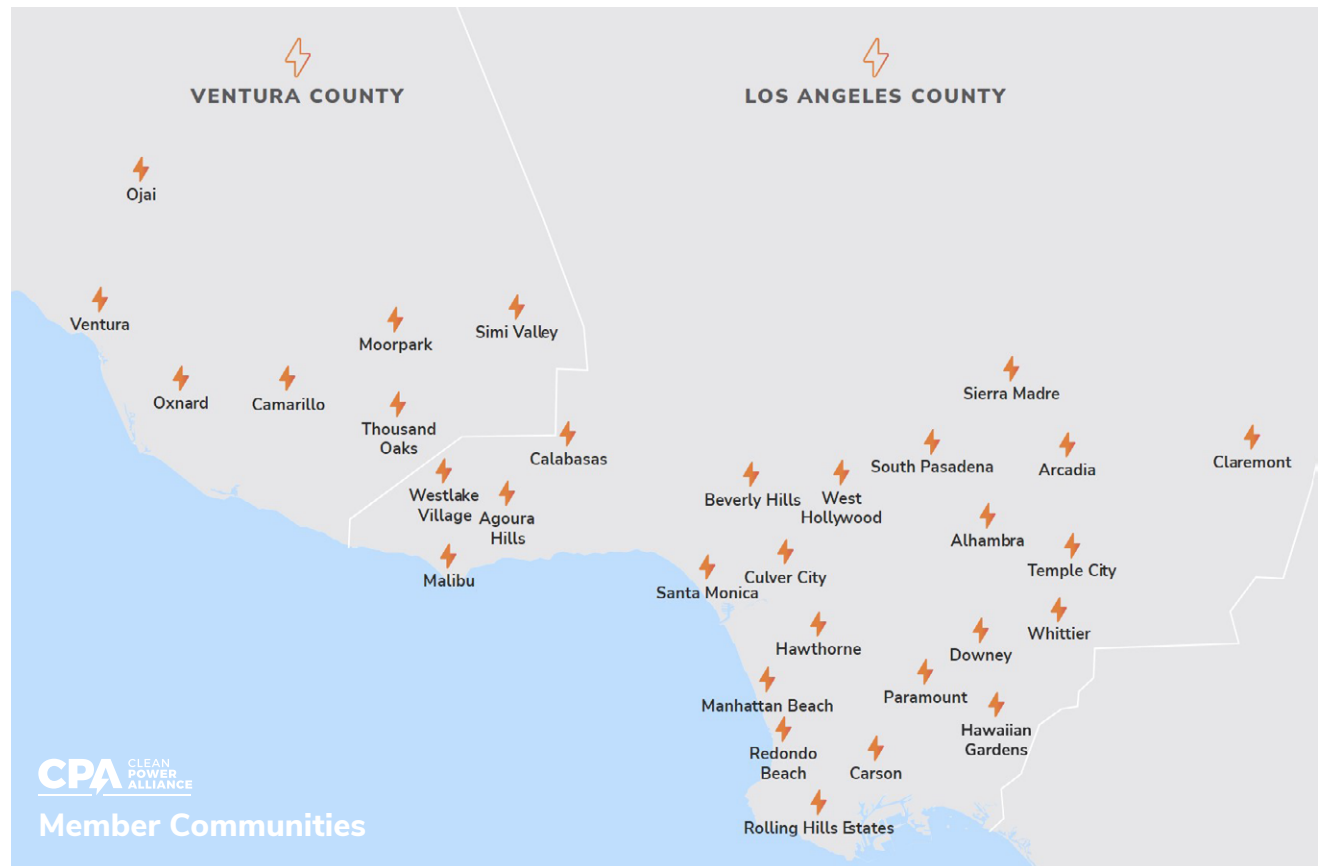 VENTURA COUNTY
LOS ANGELES COUNTY
Ojai
Ventura
Moorpark
Simi Valley
Oxnard
Camarillo
Thousand
Oaks
Calabasas
Westlake
Village
Agoura
Hills
Malibu
Sierra Madre
South Pasadena
Arcadia
Claremont
Beverly Hills
West
Hollywood
Alhambra
Temple City
Culver City
Santa Monica
Hawthorne
Whittier
Downey
Manhattan Beach
Paramount
Hawaiian
Gardens
Redondo
Beach
Carson
Rolling Hills Estates
CPA CLEAN
POWER
ALLIANCE
Member Communities